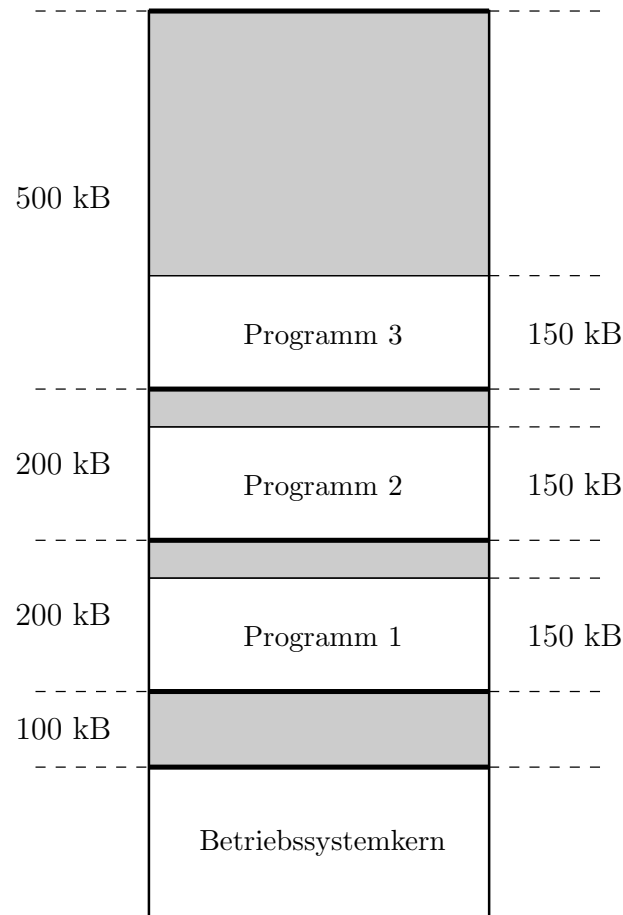 500 kB
Programm 3
150 kB
200 kB
Programm 2
150 kB
200 kB
Programm 1
150 kB
100 kB
Betriebssystemkern